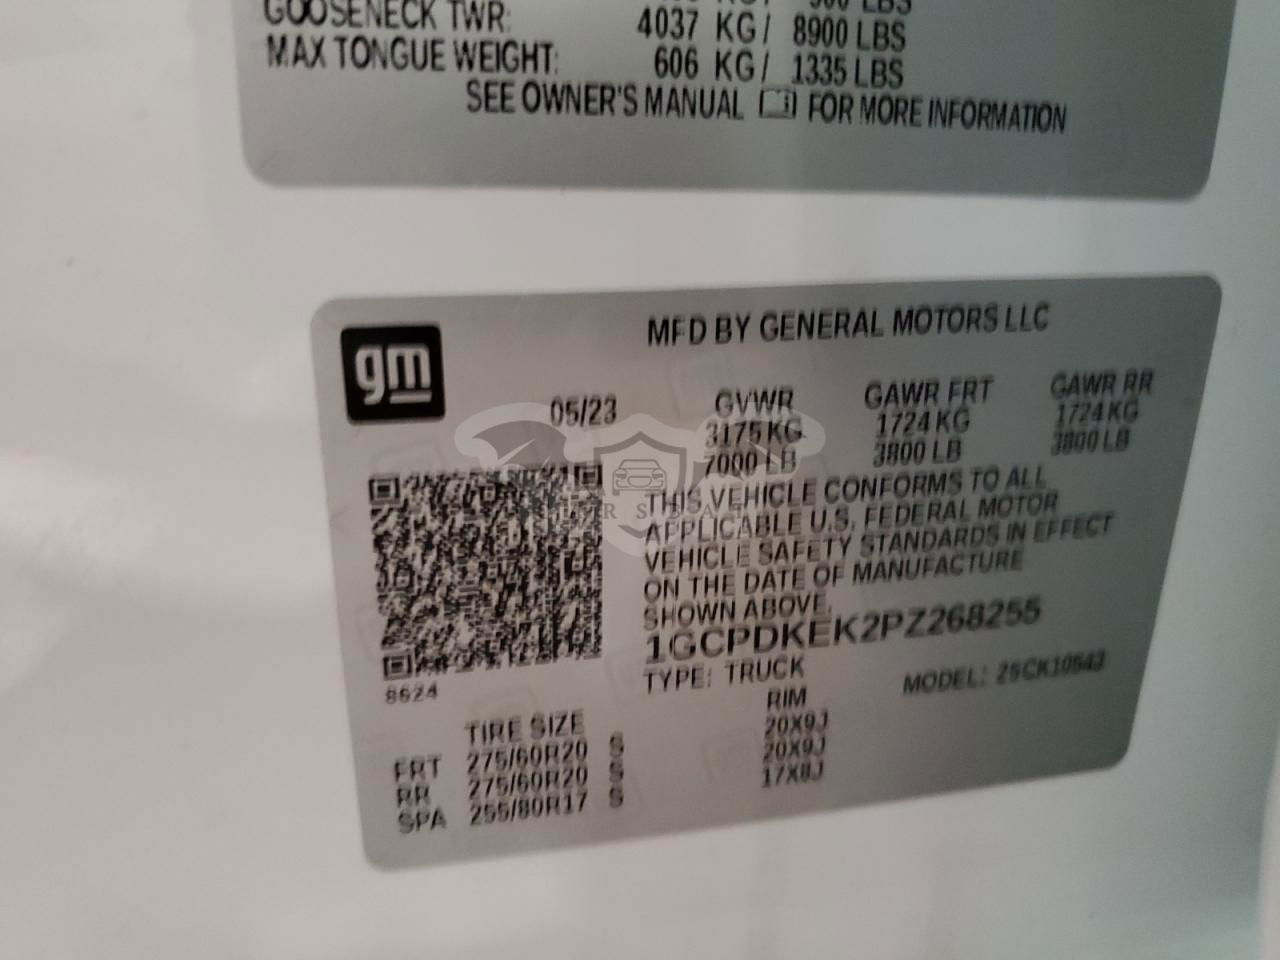 GOOSENECK TWR:
4037 KG/ 8900 LBS
MAX TONGUE WEIGHT:
606 KG/ 1335 LBS
SEE OWNER'S MANUAL FOR MORE INFORMATION
gm
MFD BY GENERAL MOTORS LLC
05/23
GVWR GAWR FRT GAWR RR
3175 KG 1724 KG 1724 KG
7000 LB 3800 LB 3800 LB
THIS VEHICLE CONFORMS TO ALL
APPLICABLE U.S. FEDERAL MOTOR
VEHICLE SAFETY STANDARDS IN EFFECT
ON THE DATE OF MANUFACTURE
SHOWN ABOVE.
1GCPDKEK2PZ268255
TYPE: TRUCK
MODEL: 25CK10543
8624
TIRE SIZE RIM
FRT 275/60R20 S 20X9J
RR 275/60R20 S 20X9J
SPA 255/80R17 S 17X8J